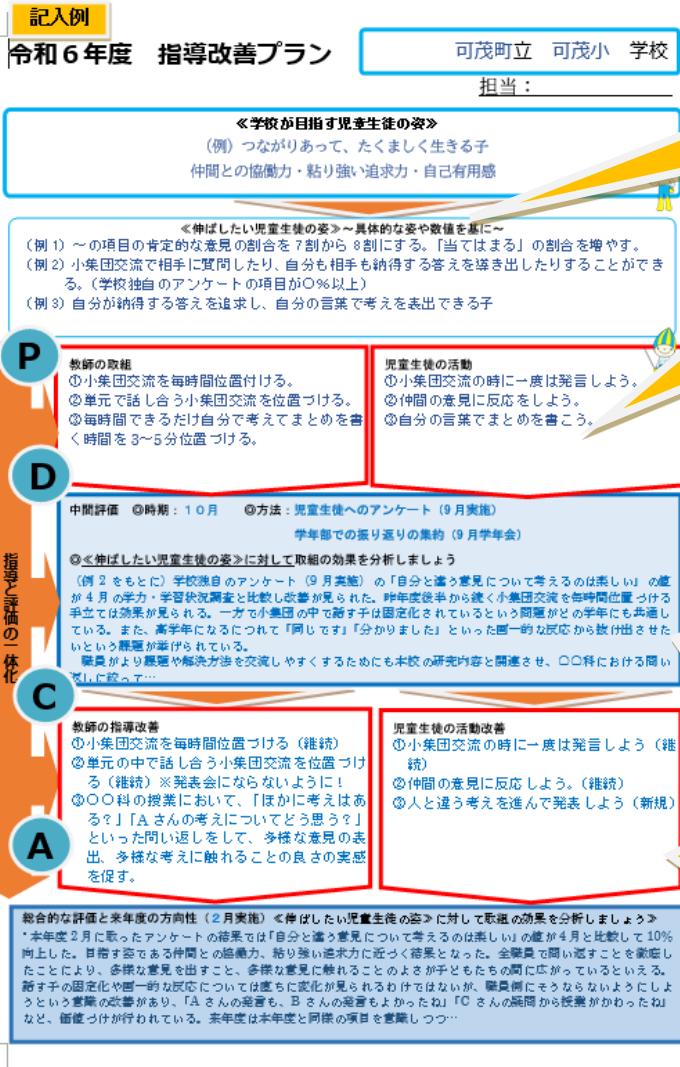 記入例
令和６年度　指導改善プラン
可茂町立　可茂小　学校
担当：
≪学校が目指す児童生徒の姿≫
（例）つながりあって、たくましく生きる子
仲間との協働力・粘り強い追求力・自己有用感
≪伸ばしたい児童生徒の姿≫～具体的な姿や数値を基に～
（例１）～の項目の肯定的な意見の割合を７割から８割にする。「当てはまる」の割合を増やす。
（例２）小集団交流で相手に質問したり、自分も相手も納得する答えを導き出したりすることができ
る。（学校独自のアンケートの項目が〇%以上）
（例３）自分が納得する答えを追求し、自分の言葉で考えを表出できる子
P
教師の取組
①小集団交流を毎時間位置付ける。
②単元で話し合う小集団交流を位置づける。
③毎時間できるだけ自分で考えてまとめを書
く時間を３～５分位置づける。
児童生徒の活動
①小集団交流の時に一度は発言しよう。
②仲間の意見に反応をしよう。
③自分の言葉でまとめを書こう。
D
中間評価　◎時期：１０月　◎方法：児童生徒へのアンケート（９月実施）
学年部での振り返りの集約（９月学年会）
◎≪伸ばしたい児童生徒の姿≫に対して取組の効果を分析しましょう
（例２をもとに）学校独自のアンケート（９月実施）の「自分と違う意見について考えるのは楽しい」の値
が４月の学力・学習状況調査と比較し改善が見られた。昨年度後半から続く小集団交流を毎時間位置づける
手立ては効果が見られる。一方で小集団の中で話す子は固定化されているという問題がどの学年にも共通し
ている。また、高学年になるにつれて「同じです」「分かりました」といった画一的な反応から抜け出させた
いという課題が挙げられている。
職員がより課題や解決方法を交流しやすくするためにも本校の研究内容と関連させ、〇〇科における問い
返しに絞って…
指導と評価の一体化
C
教師の指導改善
①小集団交流を毎時間位置づける（継続）
②単元の中で話し合う小集団交流を位置づけ
る（継続）※発表会にならないように！
③〇〇科の授業において、「ほかに考えはあ
る？」「Ａさんの考えについてどう思う？」
といった問い返しをして、多様な意見の表
出、多様な考えに触れることの良さの実感
を促す。
児童生徒の活動改善
①小集団交流の時に一度は発言しよう（継
続）
②仲間の意見に反応しよう。（継続）
③人と違う考えを進んで発表しよう（新規）
A
総合的な評価と来年度の方向性（２月実施）≪伸ばしたい児童生徒の姿≫に対して取組の効果を分析しましょう≫
・本年度２月に取ったアンケートの結果では「自分と違う意見について考えるのは楽しい」の値が４月と比較して10%
向上した。目指す姿である仲間との協働力、粘り強い追求力に近づく結果となった。全職員で問い返すことを徹底し
たことにより、多様な意見を出すこと、多様な意見に触れることのよさが子どもたちの間に広がっているといえる。
話す子の固定化や画一的な反応については直ちに変化が見られるわけではないが、職員側にそうならないようにしよ
うという意識の改善があり、「Ａさんの発言も、Ｂさんの発言もよかったね」「Ｃさんの疑問から授業がかわったね」
など、価値づけが行われている。来年度は本年度と同様の項目を意識しつつ…